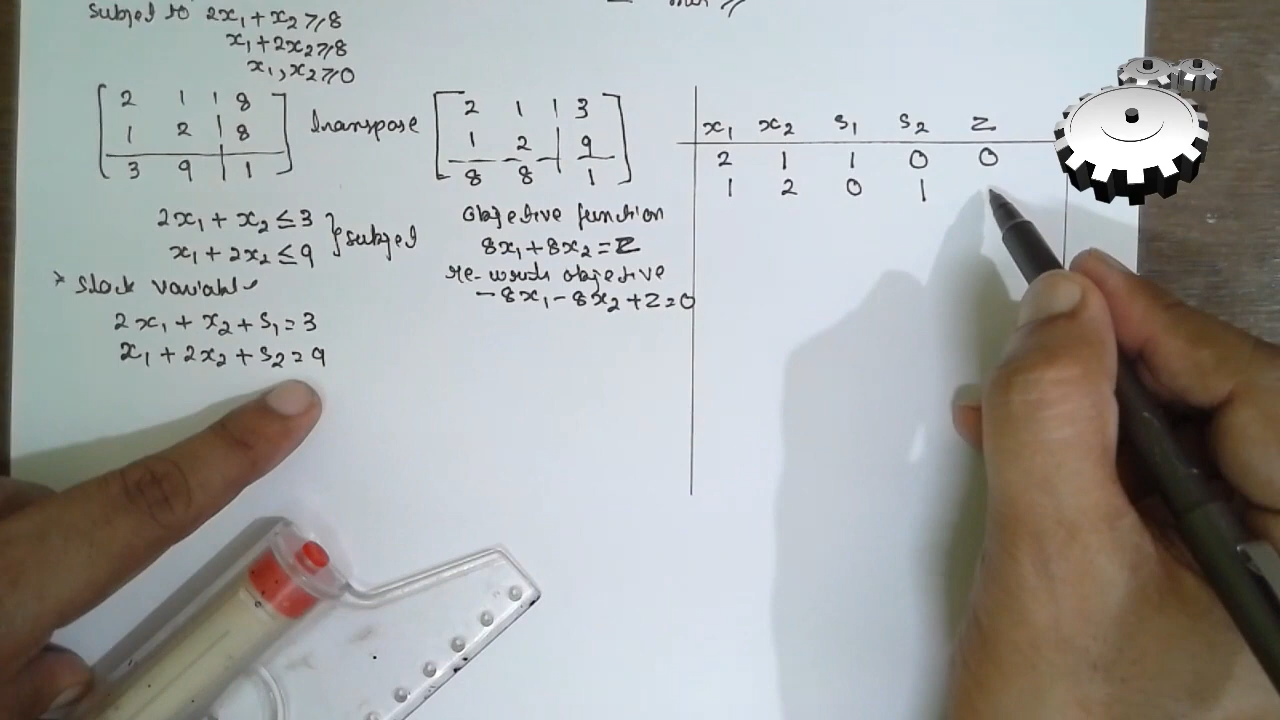 Subject to 2x₁ + x₂ ⩾ 8
x₁ + 2x₂ ⩾ 8
x₁, x₂ ⩾ 0
2 1 | 8
1 2 | 8
3 9 | 1
Transpose
2 1 | 3
1 2 | 9
8 8 | 1
2x₁ + x₂ ≤ 3
x₁ + 2x₂ ≤ 9
} subject
Objective function
8x₁ + 8x₂ = Z
objective
-8x₁ - 8x₂ + Z = 0
* Slack variable
2x₁ + x₂ + S₁ = 3
x₁ + 2x₂ + S₂ = 9
x₁ x₂ S₁ S₂ Z
2 1 1 0 0
1 2 0 1